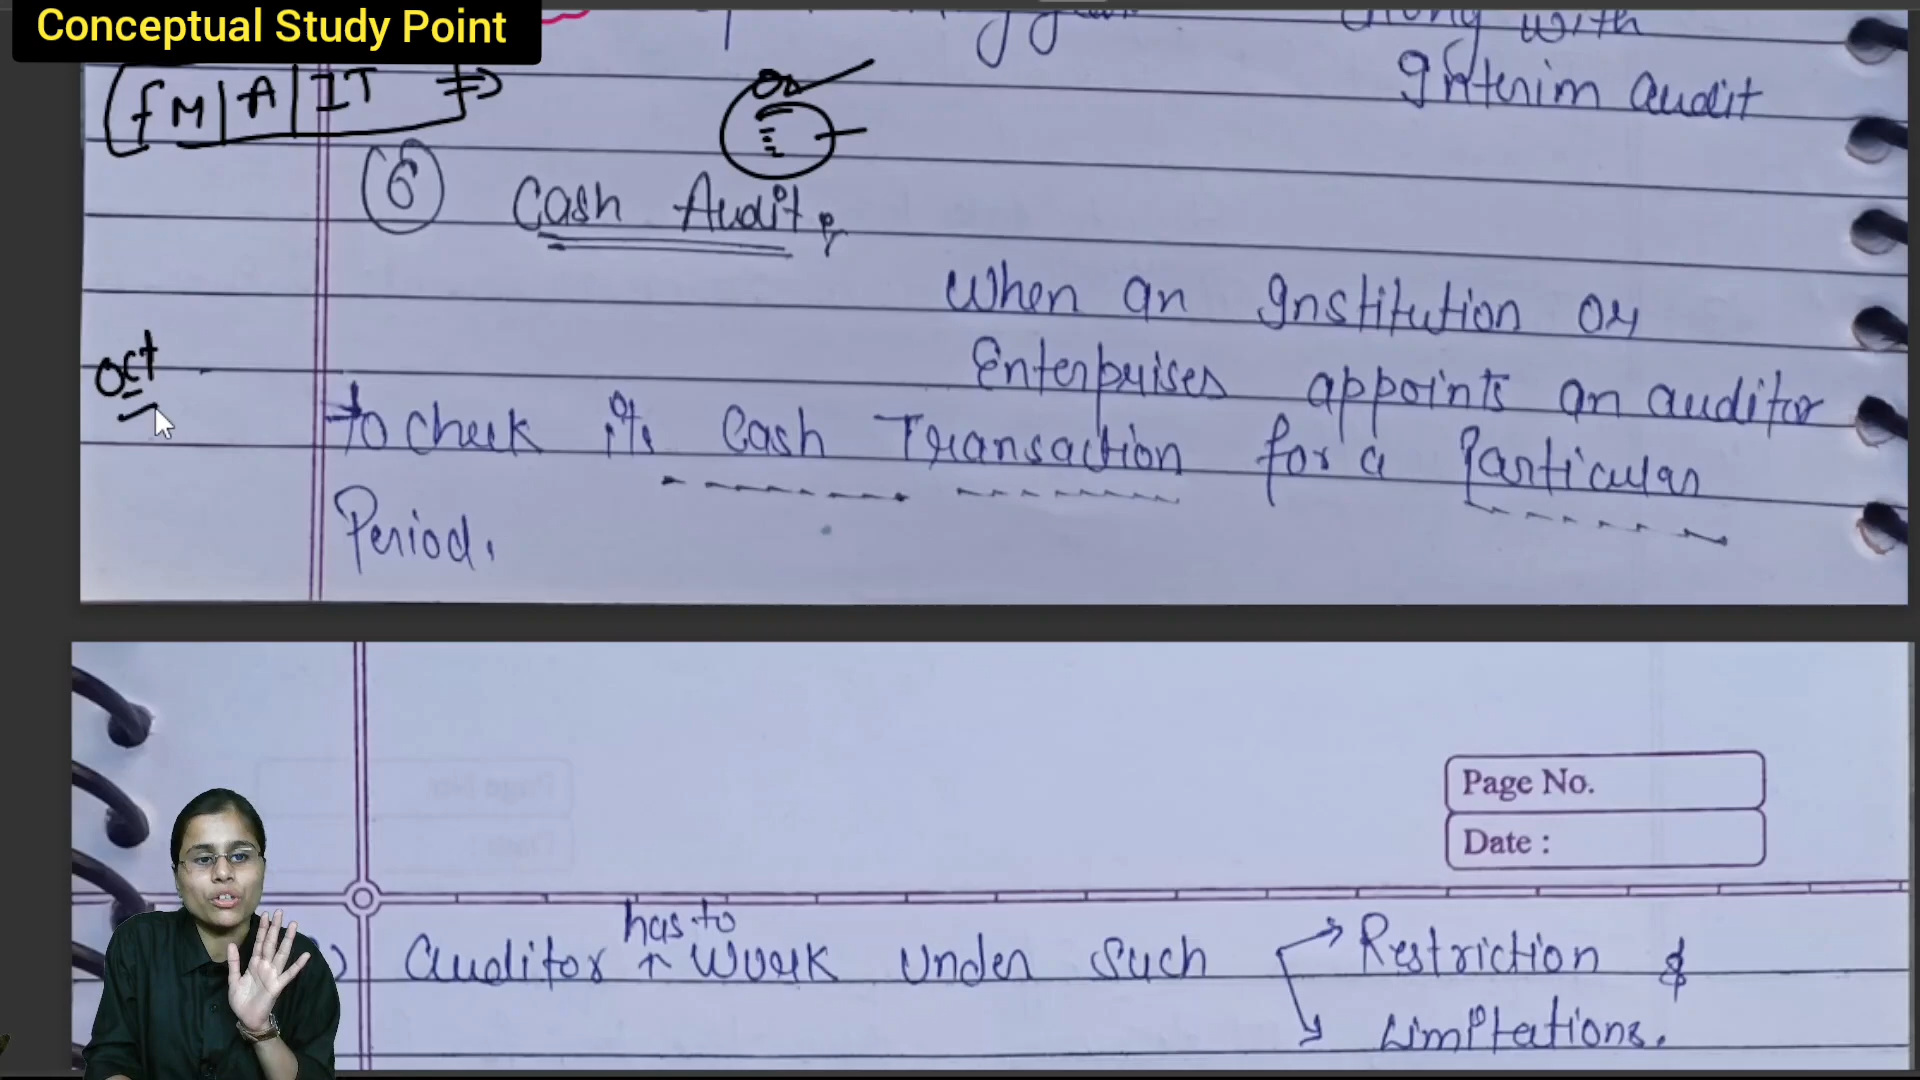 Conceptual Study Point
along with
Interim audit
FM | A | IT
⑥ Cash Audit
When an Institution or
Enterprises appoints an auditor
Oct
to check its Cash Transaction for a Particular
Period.
Page No.
Date :
has to
auditor ^ work under such → Restriction &
→ Limitations.